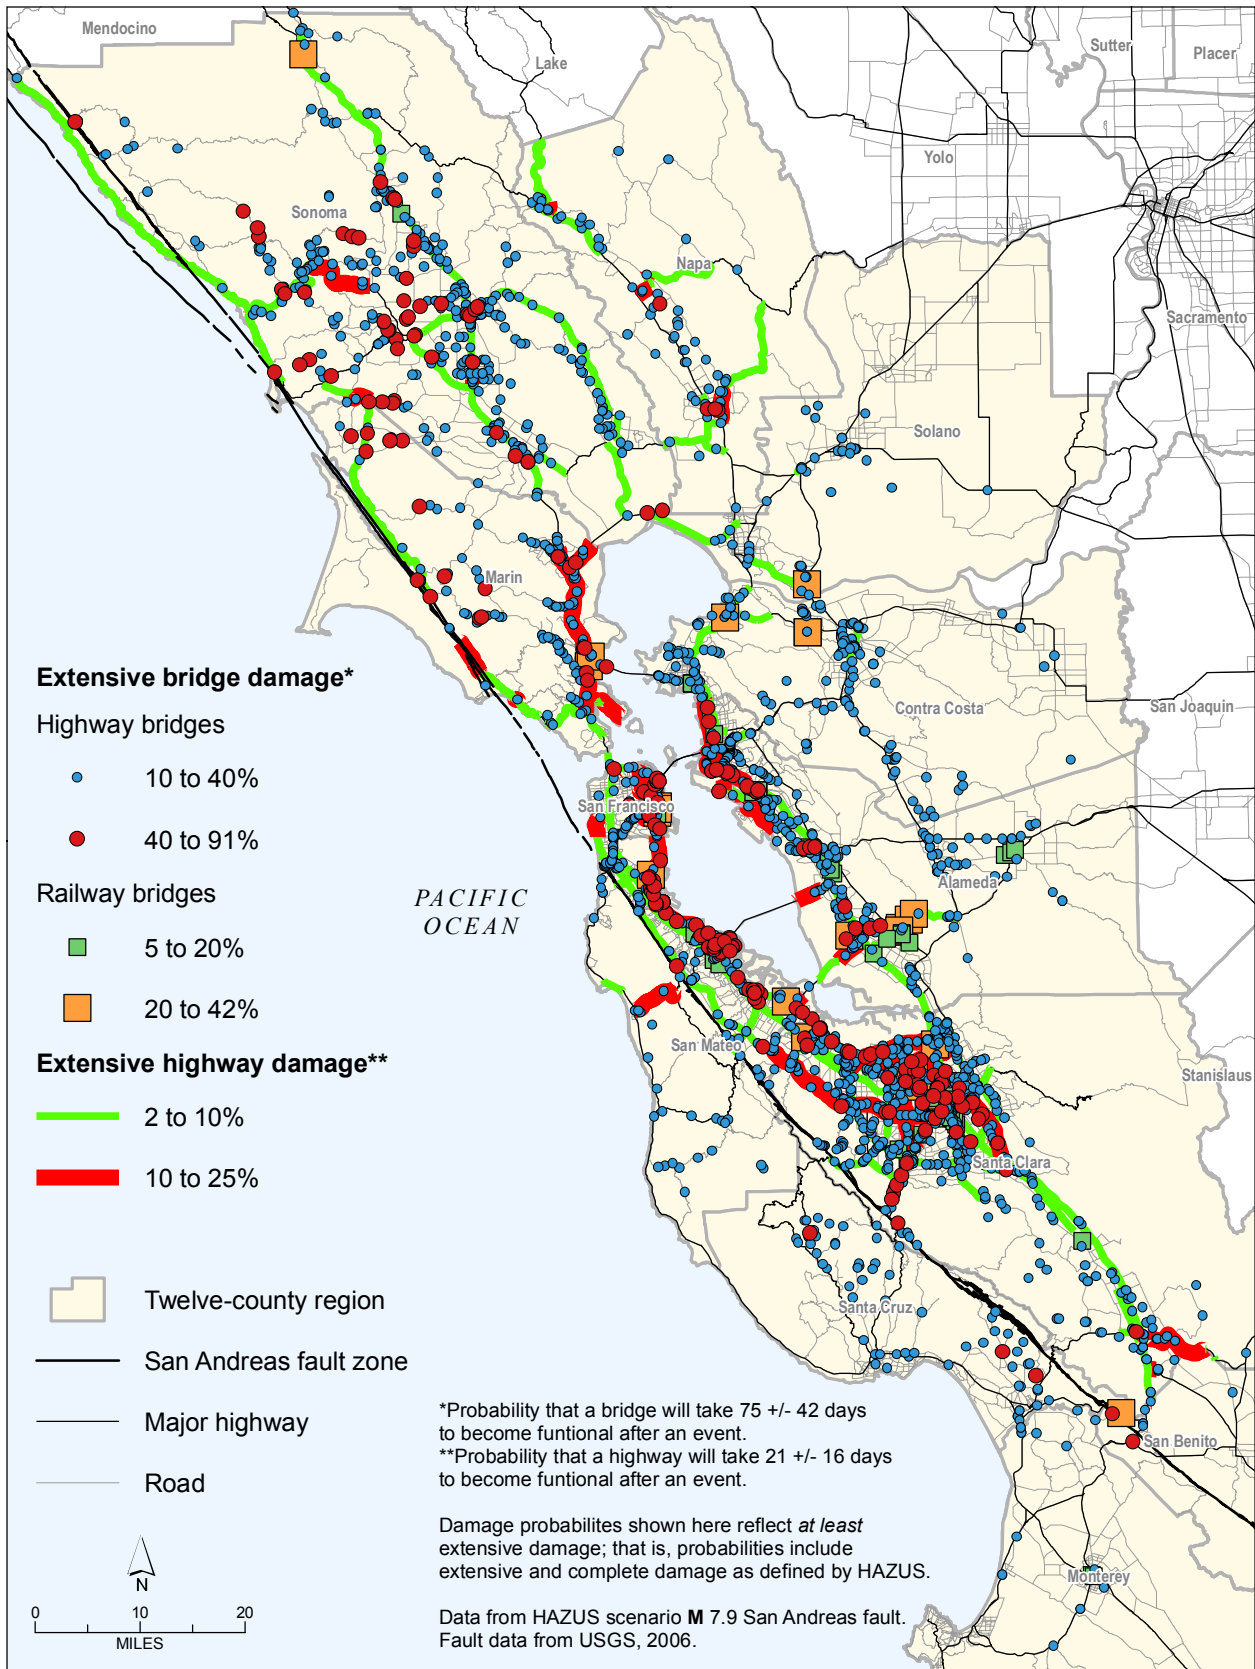 Mendocino
Lake
Sutter
Placer
Yolo
Sonoma
Napa
Sacramento
Solano
Marin
Contra Costa
San Joaquin
San Francisco
Alameda
PACIFIC
OCEAN
San Mateo
Stanislaus
Santa Clara
Santa Cruz
San Benito
Monterey
Extensive bridge damage*
Highway bridges
10 to 40%
40 to 91%
Railway bridges
5 to 20%
20 to 42%
Extensive highway damage**
2 to 10%
10 to 25%
Twelve-county region
San Andreas fault zone
Major highway
Road
N
0 10 20
MILES
*Probability that a bridge will take 75 +/- 42 days
to become funtional after an event.
**Probability that a highway will take 21 +/- 16 days
to become funtional after an event.
Damage probabilites shown here reflect at least
extensive damage; that is, probabilities include
extensive and complete damage as defined by HAZUS.
Data from HAZUS scenario M 7.9 San Andreas fault.
Fault data from USGS, 2006.